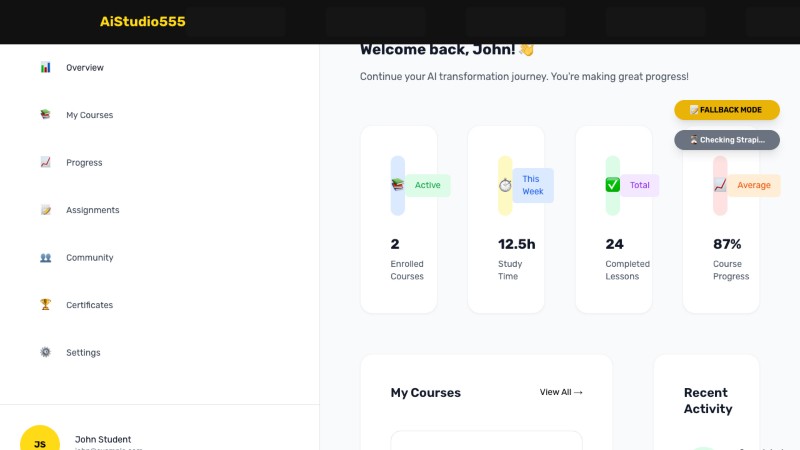 AiStudio555
Overview
My Courses
Progress
Assignments
Community
Certificates
Settings
JS
John Student
Welcome back, John!
Continue your AI transformation journey. You're making great progress!
FALLBACK MODE
Checking Strapi...
Active
2
Enrolled
Courses
This
Week
12.5h
Study
Time
Total
24
Completed
Lessons
Average
87%
Course
Progress
My Courses
View All →
Recent
Activity